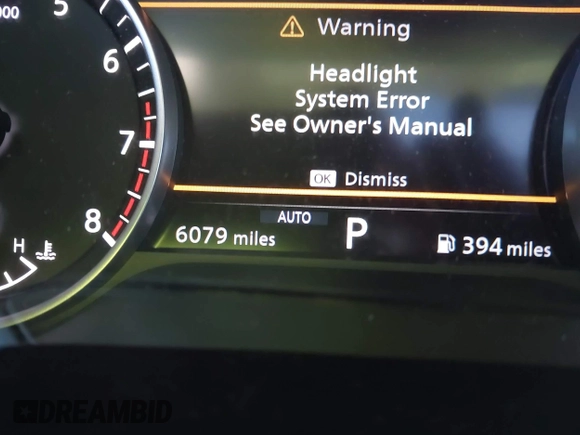 000
5
6
7
8
H
Warning
Headlight
System Error
See Owner's Manual
OK Dismiss
AUTO
6079 miles
P
394 miles
DREAMBID